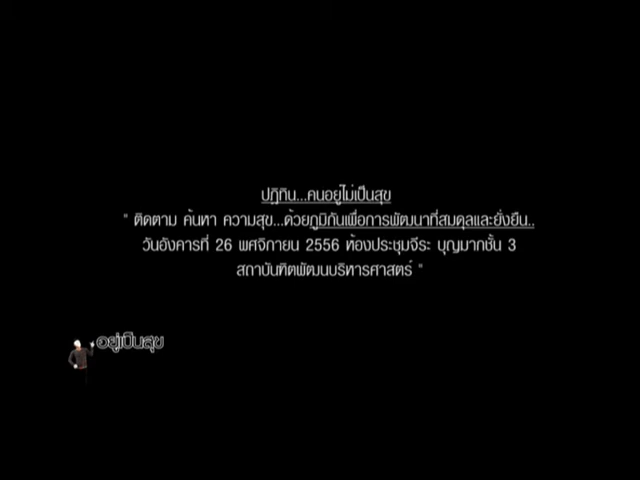 ปฏิทิน...คนอยู่ไม่เป็นสุข
" ติดตาม ค้นหา ความสุข...ด้วยภูมิกันเพื่อการพัฒนาที่สมดุลและยั่งยืน..
วันอังคารที่ 26 พศจิกายน 2556 ห้องประชุมจีระ บุญมากชั้น 3
สถาบันฑิตพัฒนบริหารศาสตร์ "
อยู่เป็นสุข